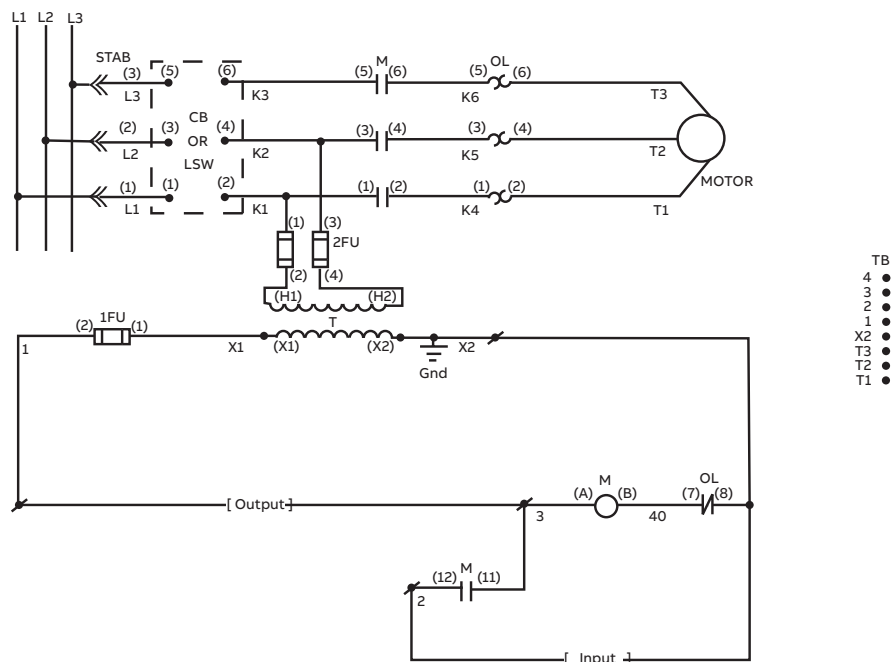 L1 L2 L3
STAB
(3) (5) (6) (5) M (6) (5) OL (6)
L3 K3 K6 T3
CB
(2) (3) (4) (3) (4) (3) (4)
OR
L2 K2 K5 T2
LSW
MOTOR
(1) (1) (2) (1) (2) (1) (2)
L1 K1 K4 T1
(1) (3)
2FU
(2) (4)
(H1) (H2)
T
(2) 1FU (1)
1 X1 (X1) (X2) X2
Gnd
TB
4
3
2
1
X2
T3
T2
T1
M OL
[ Output ] (A) (B) (7) (8)
3 40
M
(12) (11)
2
[ Input ]